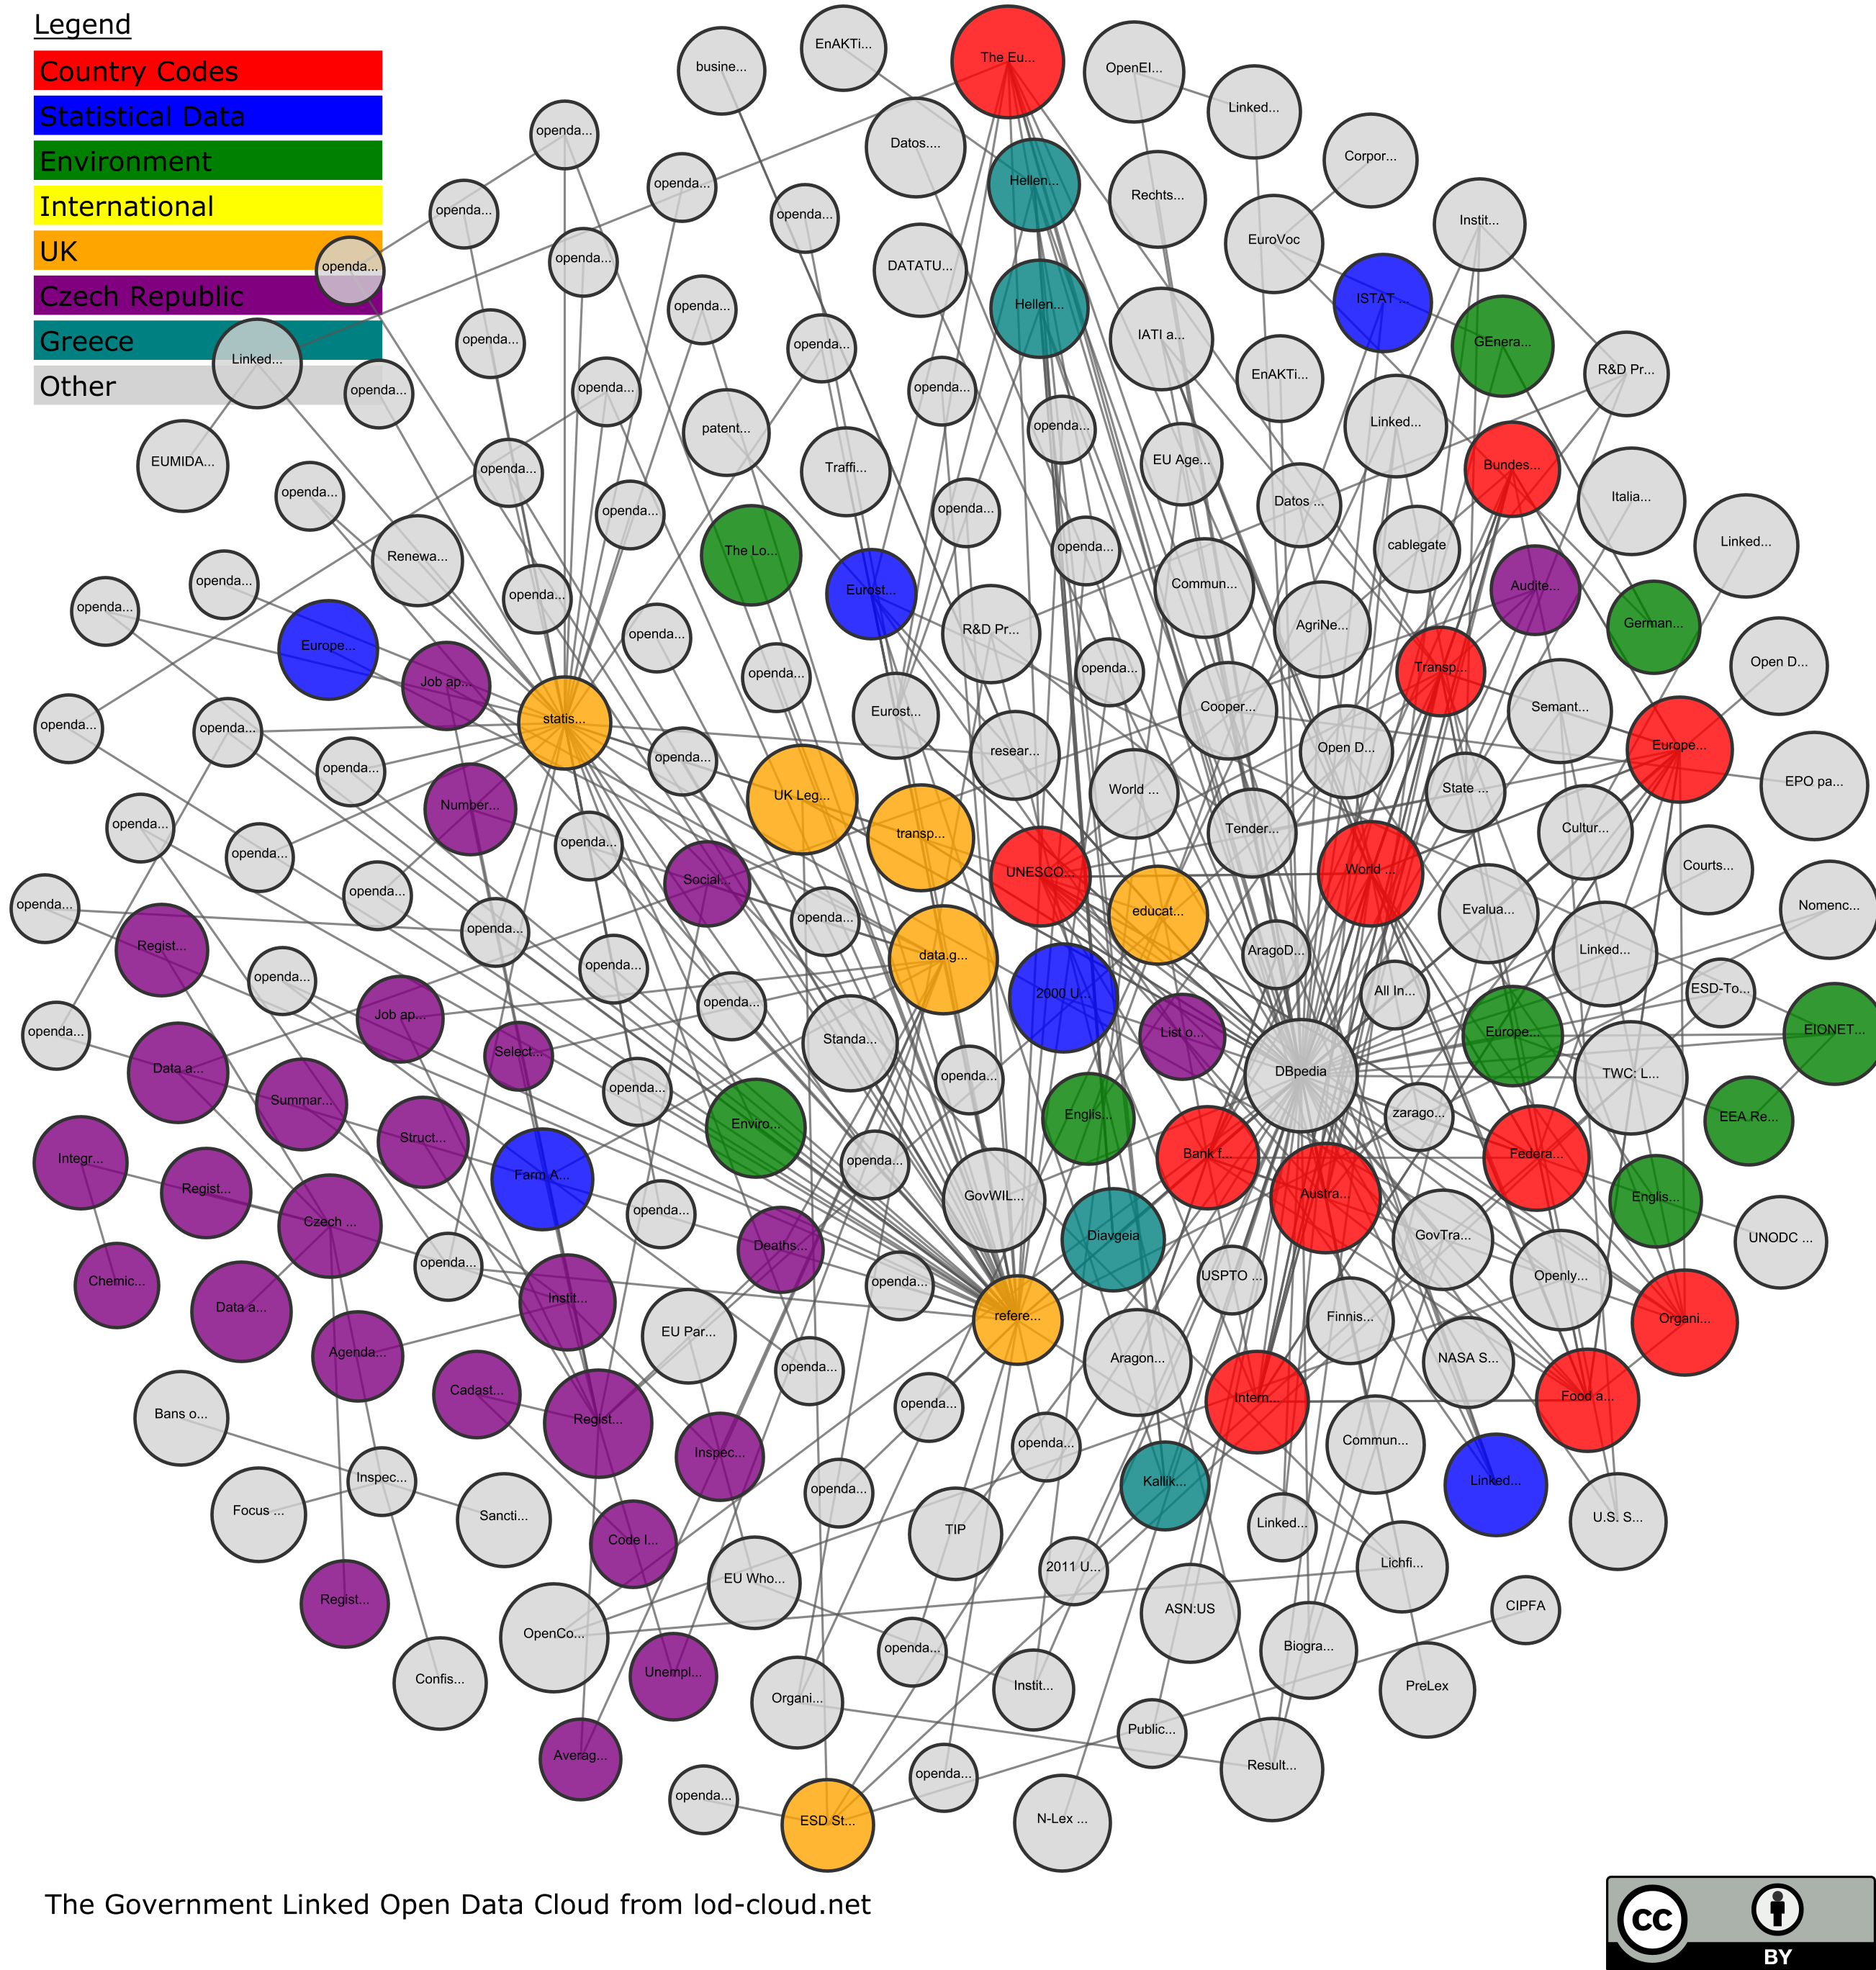 Legend
Country Codes
Statistical Data
Environment
International
UK
Czech Republic
Greece
Other
EnAKTi...
The Eu...
busine...
OpenEI...
Linked...
openda...
Datos....
Corpor...
openda...
Hellen...
Rechts...
openda...
openda...
Instit...
EuroVoc
openda...
openda...
DATATU...
ISTAT ...
openda...
Hellen...
IATI a...
openda...
openda...
GEnera...
Linked...
EnAKTi...
R&D Pr...
openda...
openda...
openda...
Linked...
patent...
openda...
EUMIDA...
openda...
Traffi...
EU Age...
Bundes...
openda...
Datos ...
Italia...
openda...
openda...
Renewa...
The Lo...
openda...
cablegate
Linked...
openda...
Eurost...
Commun...
Audite...
openda...
openda...
R&D Pr...
AgriNe...
German...
Europe...
openda...
Job ap...
openda...
openda...
Transp...
Open D...
openda...
openda...
statis...
Eurost...
Cooper...
Semant...
openda...
resear...
Open D...
Europe...
openda...
Number...
UK Leg...
World ...
State ...
EPO pa...
openda...
openda...
openda...
transp...
Tender...
Cultur...
openda...
Social...
UNESCO...
World ...
Courts...
openda...
openda...
openda...
educat...
Evalua...
Nomenc...
Regist...
openda...
openda...
data.g...
AragoD...
Linked...
openda...
openda...
2000 U...
All In...
ESD-To...
openda...
Job ap...
Select...
Standa...
List o...
Europe...
EIONET...
Data a...
openda...
openda...
DBpedia
TWC: L...
Summar...
Struct...
Enviro...
Englis...
zarago...
EEA Re...
Integr...
Regist...
Farm A...
openda...
GovWIL...
Bank f...
Austra...
Federa...
Englis...
Czech ...
openda...
Deaths...
Diavgeia
GovTra...
UNODC ...
Chemic...
Data a...
openda...
Instit...
openda...
USPTO ...
Openly...
Agenda...
EU Par...
refere...
Finnis...
Organi...
Cadast...
openda...
Aragon...
NASA S...
Bans o...
Regist...
openda...
Intern...
Food a...
Inspec...
Inspec...
openda...
openda...
Kallik...
Commun...
Linked...
Focus ...
Sancti...
Code l...
TIP
Linked...
U.S. S...
Regist...
EU Who...
2011 U...
ASN:US
Lichfi...
CIPFA
OpenCo...
Confis...
Unempl...
openda...
Biogra...
Organi...
Instit...
PreLex
Averag...
Public...
openda...
openda...
ESD St...
N-Lex ...
Result...
The Government Linked Open Data Cloud from lod-cloud.net
cc
BY